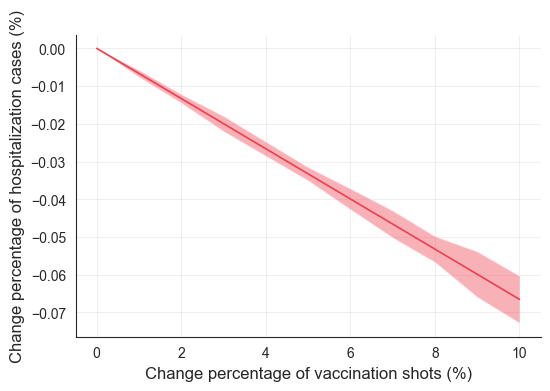 Change percentage of hospitalization cases (%)
0.00
−0.01
−0.02
−0.03
−0.04
−0.05
−0.06
−0.07
0 2 4 6 8 10
Change percentage of vaccination shots (%)